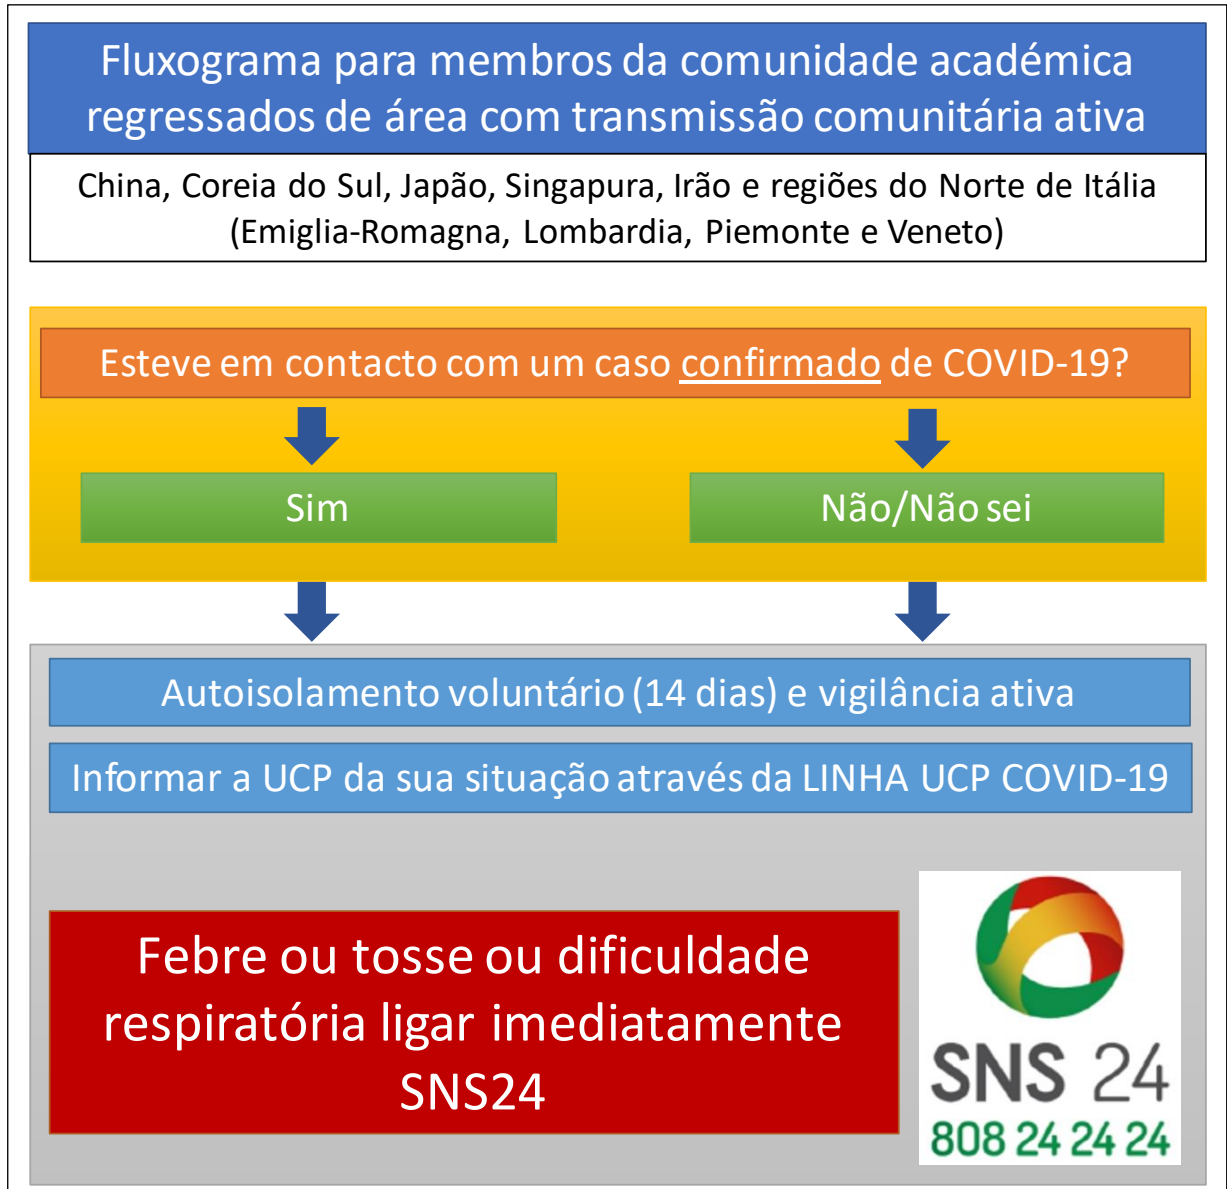 Fluxograma para membros da comunidade académica
regressados de área com transmissão comunitária ativa
China, Coreia do Sul, Japão, Singapura, Irão e regiões do Norte de Itália
(Emiglia-Romagna, Lombardia, Piemonte e Veneto)
Esteve em contacto com um caso confirmado de COVID-19?
Sim
Não/Não sei
Autoisolamento voluntário (14 dias) e vigilância ativa
Informar a UCP da sua situação através da LINHA UCP COVID-19
Febre ou tosse ou dificuldade
respiratória ligar imediatamente
SNS24
SNS 24
808 24 24 24